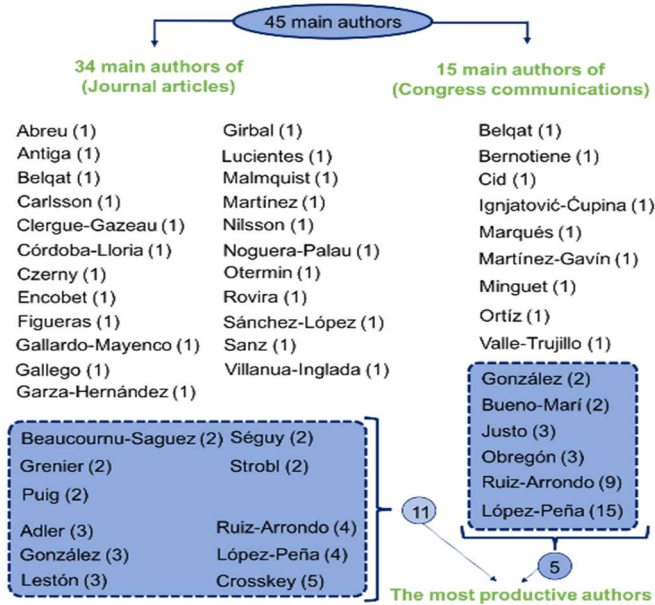 45 main authors
34 main authors of
(Journal articles)
Abreu (1)
Antiga (1)
Belqat (1)
Carlsson (1)
Clergue-Gazeau (1)
Córdoba-Lloria (1)
Czerny (1)
Encobet (1)
Figueras (1)
Gallardo-Mayenco (1)
Gallego (1)
Garza-Hernández (1)
Girbal (1)
Lucientes (1)
Malmquist (1)
Martínez (1)
Nilsson (1)
Noguera-Palau (1)
Otermin (1)
Rovira (1)
Sánchez-López (1)
Sanz (1)
Villanua-Inglada (1)
Beaucournu-Saguez (2)
Grenier (2)
Puig (2)
Adler (3)
González (3)
Lestón (3)
Séguy (2)
Strobl (2)
Ruiz-Arrondo (4)
López-Peña (4)
Crosskey (5)
11
15 main authors of
(Congress communications)
Belqat (1)
Bernotiene (1)
Cid (1)
Ignjatović-Ćupina (1)
Marqués (1)
Martínez-Gavín (1)
Minguet (1)
Ortíz (1)
Valle-Trujillo (1)
González (2)
Bueno-Marí (2)
Justo (3)
Obregón (3)
Ruiz-Arrondo (9)
López-Peña (15)
5
The most productive authors